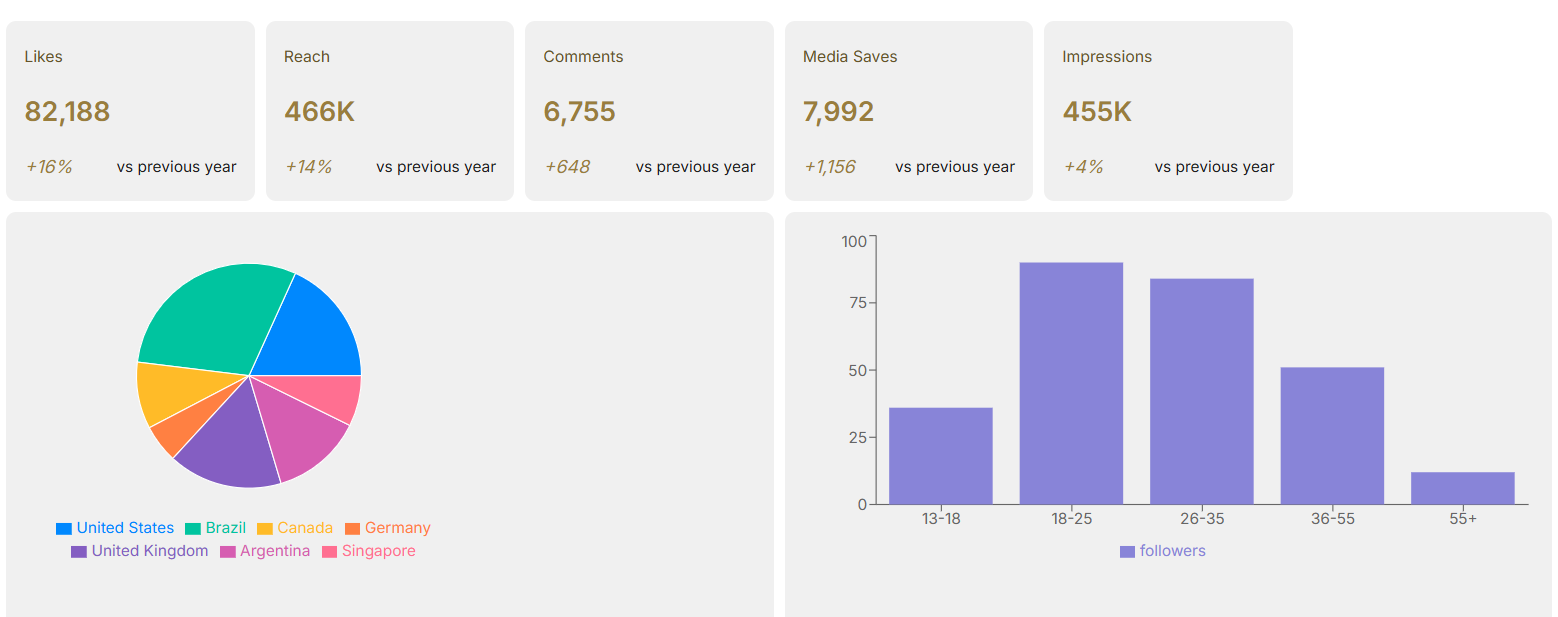 Likes
82,188
+16% vs previous year
Reach
466K
+14% vs previous year
Comments
6,755
+648 vs previous year
Media Saves
7,992
+1,156 vs previous year
Impressions
455K
+4% vs previous year
United States Brazil Canada Germany
United Kingdom Argentina Singapore
100
75
50
25
0
13-18 18-25 26-35 36-55 55+
followers